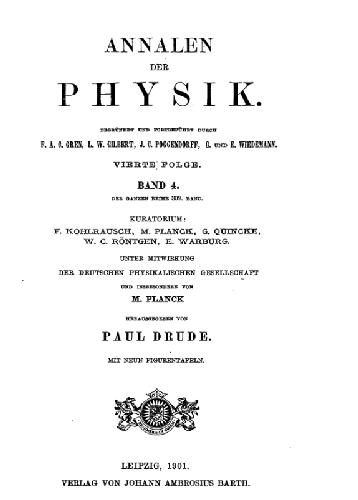 ANNALEN
DER
PHYSIK.
BEGRÜNDET UND FORTGEFÜHRT DURCH
F. A. C. GREN, L. W. GILBERT, J. C. POGGENDORFF, G. UND E. WIEDEMANN.
VIERTE FOLGE.
BAND 4.
DER GANZEN REIHE 309. BAND.
KURATORIUM:
F. KOHLRAUSCH, M. PLANCK, G. QUINCKE,
W. C. RÖNTGEN, E. WARBURG.
UNTER MITWIRKUNG
DER DEUTSCHEN PHYSIKALISCHEN GESELLSCHAFT
UND INSBESONDERE VON
M. PLANCK
HERAUSGEGEBEN VON
PAUL DRUDE.
MIT NEUN FIGURENTAFELN.
LEIPZIG, 1901.
VERLAG VON JOHANN AMBROSIUS BARTH.